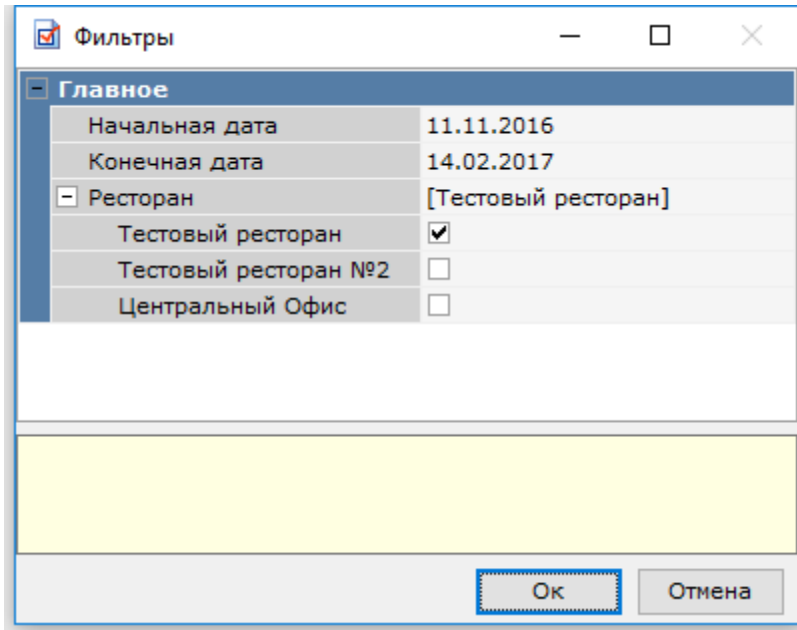 Фильтры
Главное
Начальная дата 11.11.2016
Конечная дата 14.02.2017
Ресторан [Тестовый ресторан]
Тестовый ресторан
Тестовый ресторан №2
Центральный Офис
Ок Отмена